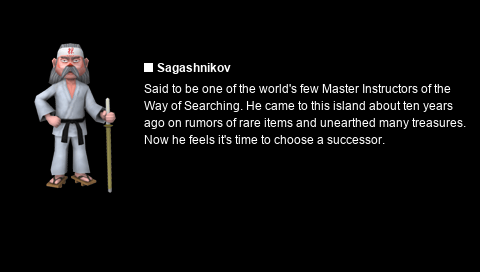 Sagashnikov
Said to be one of the world's few Master Instructors of the
Way of Searching. He came to this island about ten years
ago on rumors of rare items and unearthed many treasures.
Now he feels it's time to choose a successor.